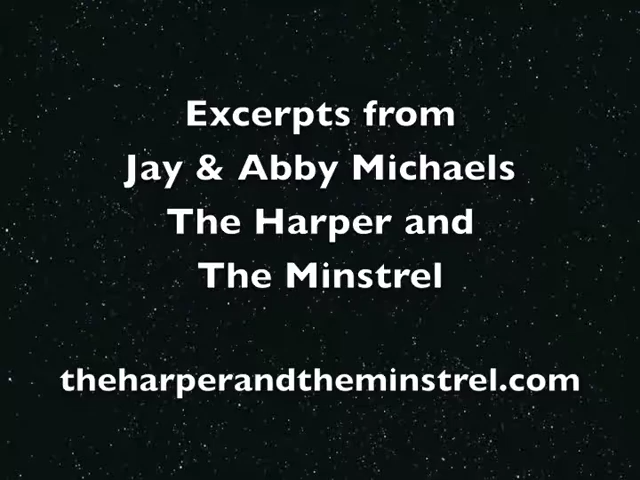 Excerpts from
Jay & Abby Michaels
The Harper and
The Minstrel
theharperandtheminstrel.com